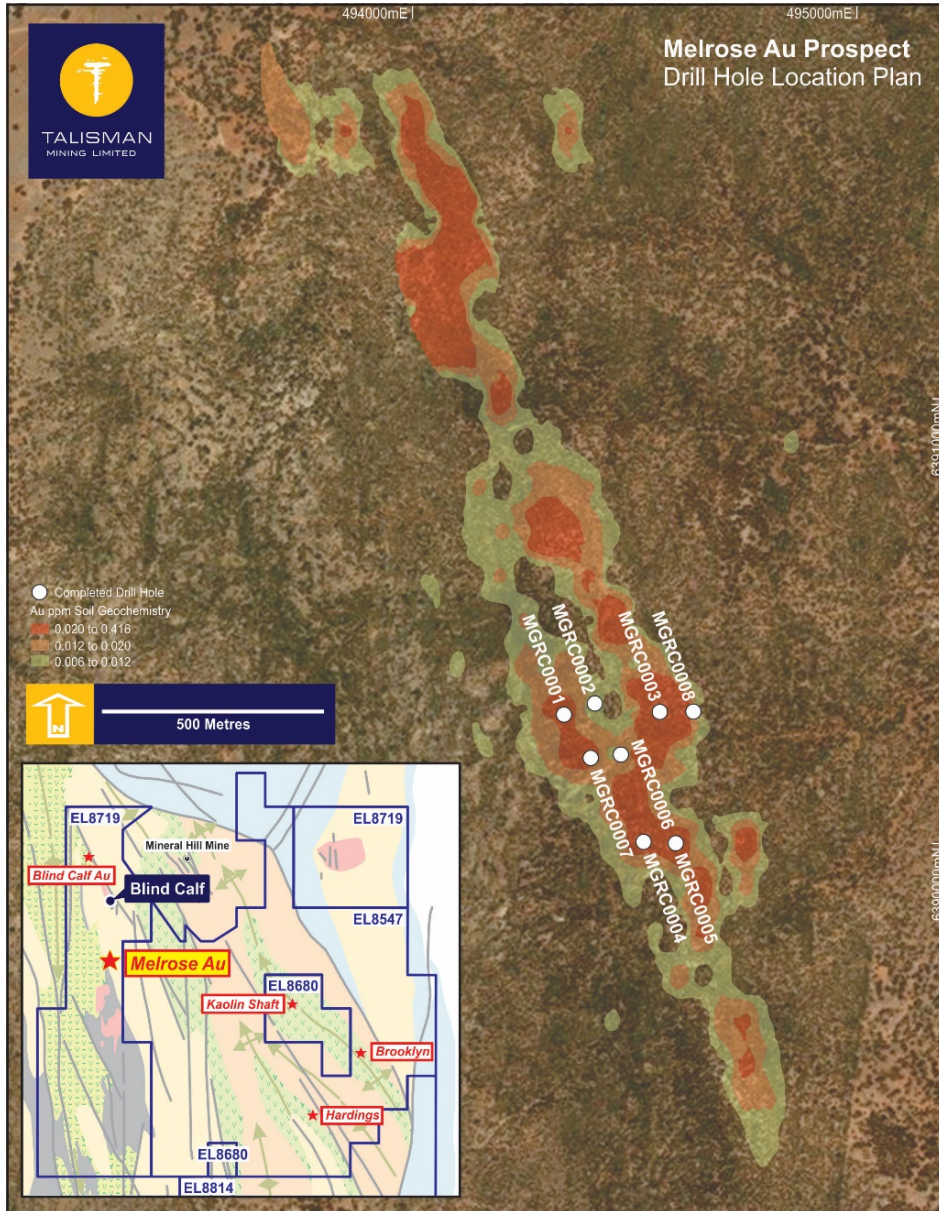 494000mE
495000mE
Melrose Au Prospect
Drill Hole Location Plan
TALISMAN
MINING LIMITED
6391000mN
Completed Drill Hole
Au ppm Soil Geochemistry
0.020 to 0.416
0.012 to 0.020
0.006 to 0.012
N
500 Metres
MGRC0001
MGRC0002
MGRC0003
MGRC0008
MGRC0007
MGRC0006
MGRC0004
MGRC0005
6390000mN
EL8719
EL8719
Mineral Hill Mine
Blind Calf Au
Blind Calf
EL8547
Melrose Au
EL8680
Kaolin Shaft
Brooklyn
Hardings
EL8680
EL8814